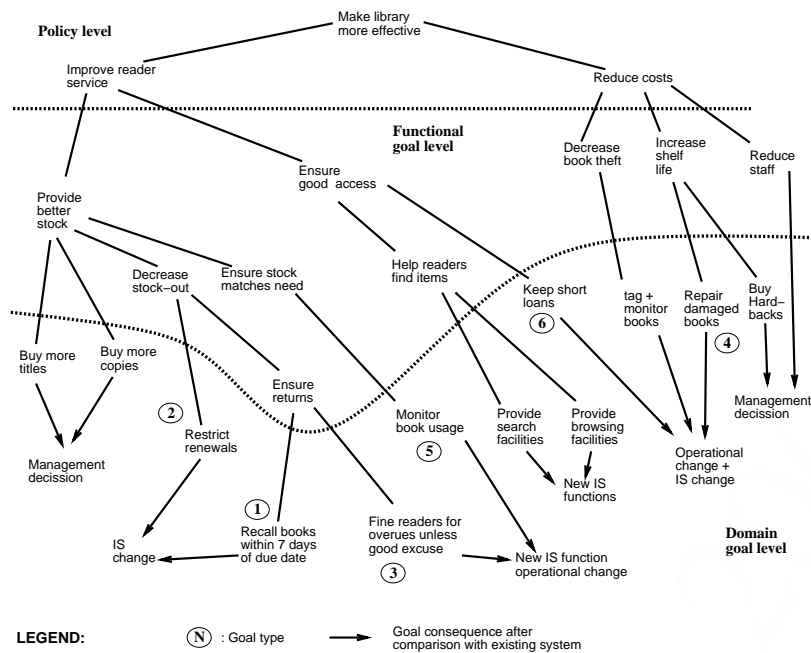 Policy level
Make library
more effective
Improve reader
service
Reduce costs
Functional
goal level
Decrease
book theft
Increase
shelf
life
Reduce
staff
Ensure
good access
Provide
better
stock
Decrease
stock-out
Ensure stock
matches need
Help readers
find items
Keep short
loans
6
tag +
monitor
books
Repair
damaged
books
4
Buy
Hard-
backs
Buy more
titles
Buy more
copies
Ensure
returns
2
Restrict
renewals
Monitor
book usage
5
Provide
search
facilities
Provide
browsing
facilities
Management
decission
Management
decission
Operational
change +
IS change
New IS
functions
1
IS
change
Recall books
within 7 days
of due date
Fine readers for
overues unless
good excuse
3
New IS function
operational change
Domain
goal level
LEGEND:
N : Goal type
Goal consequence after
comparison with existing system